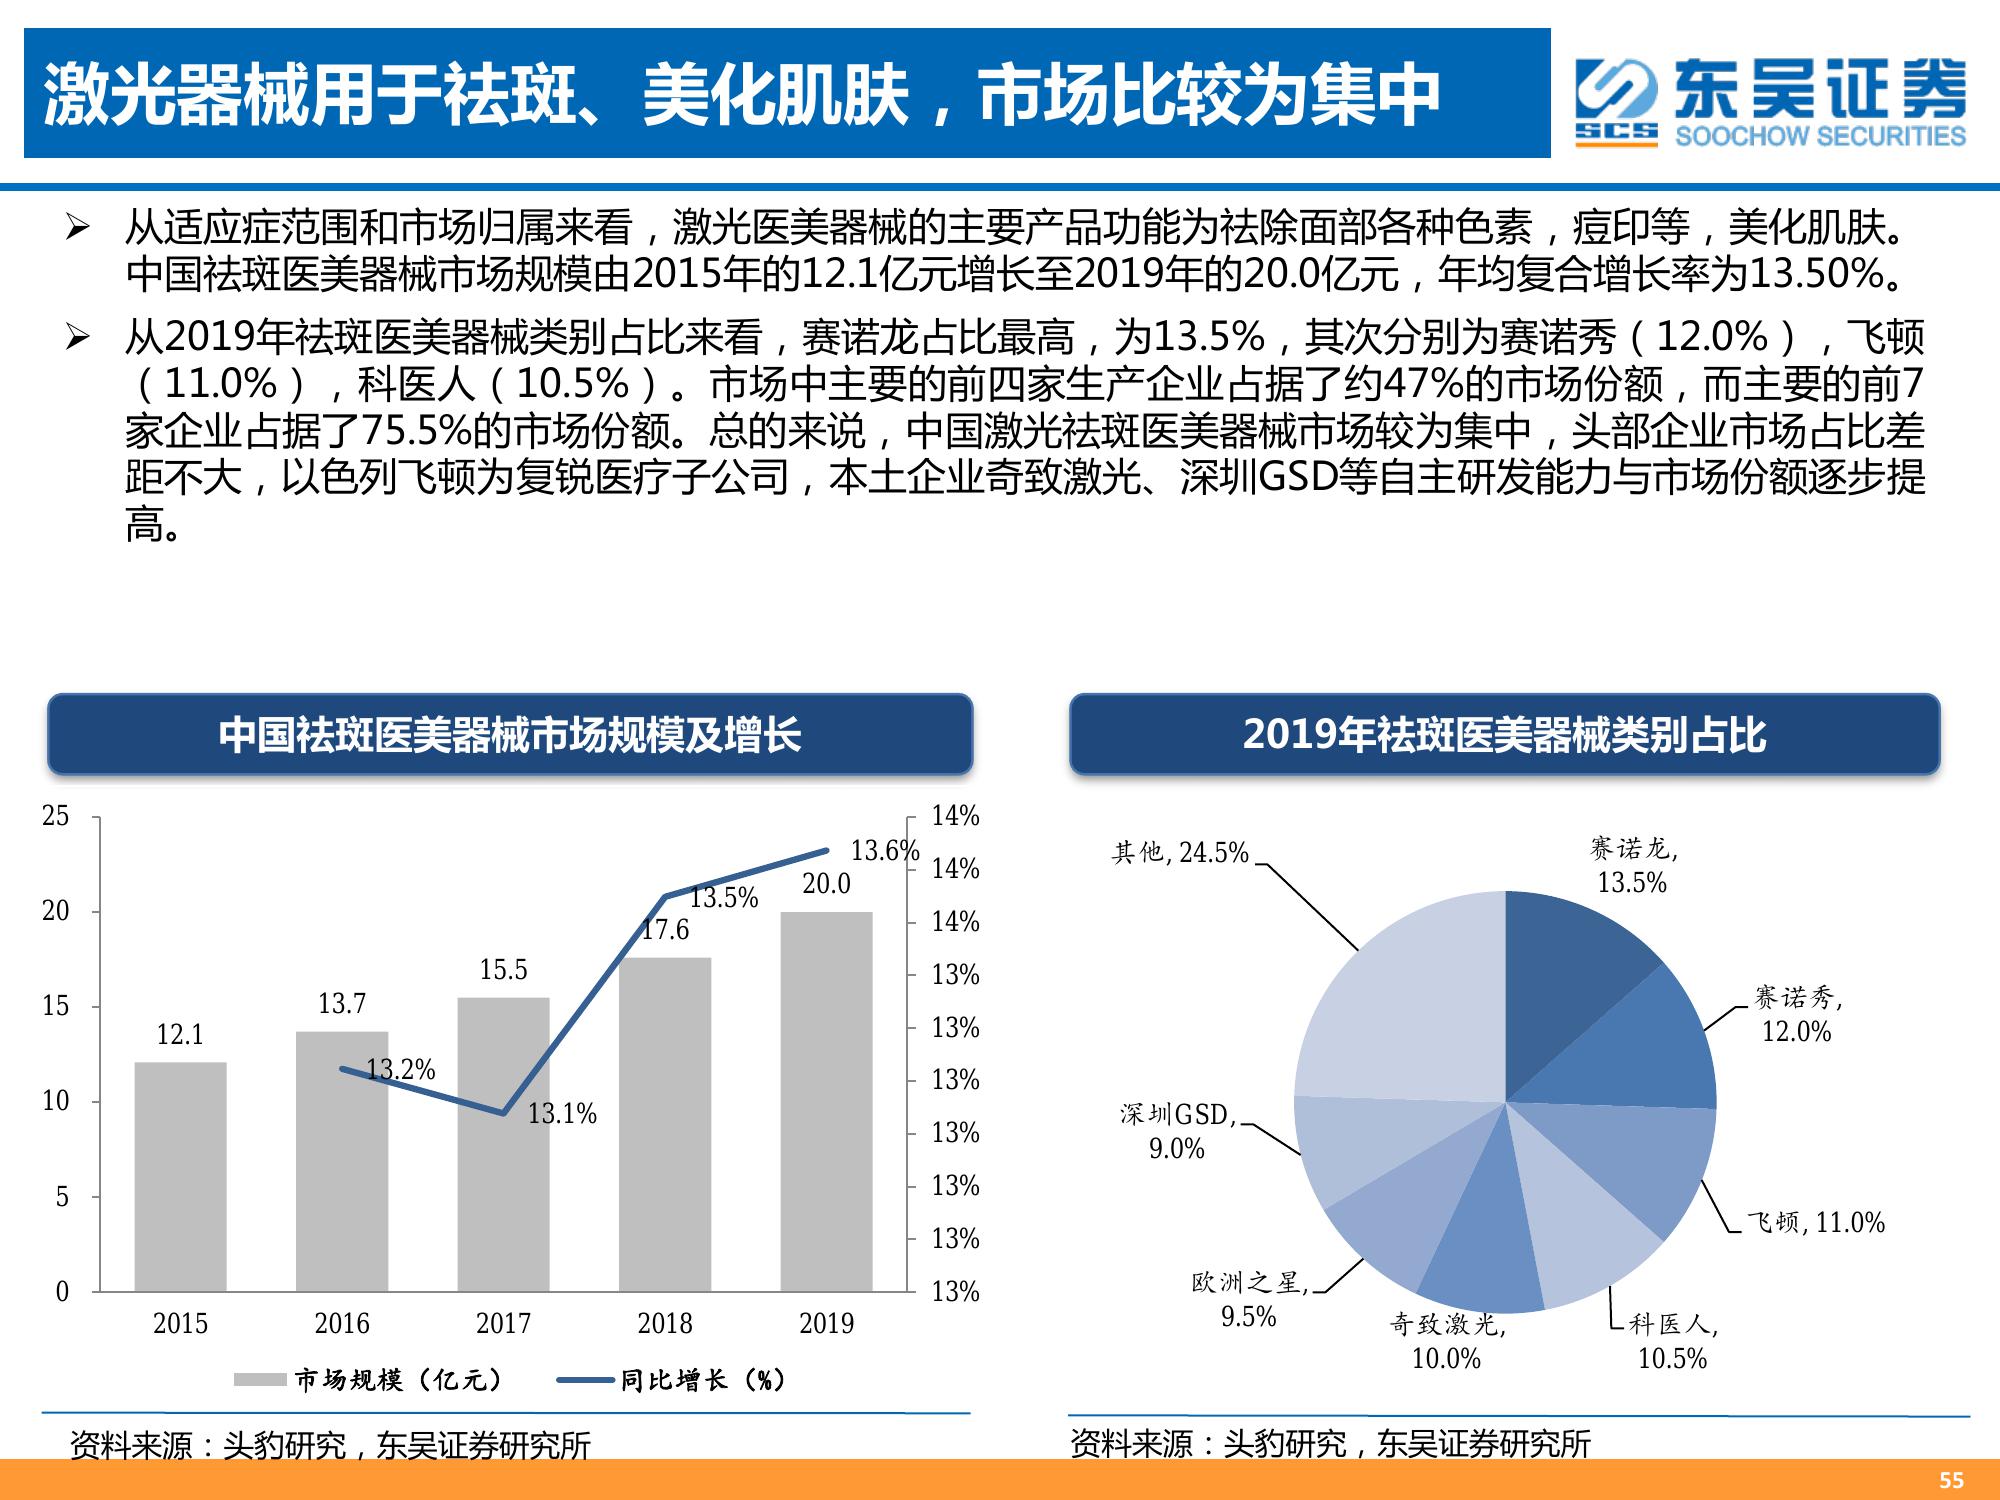 激光器械用于祛斑、美化肌肤，市场比较为集中
SCS
东吴证券
SOOCHOW SECURITIES
➢ 从适应症范围和市场归属来看，激光医美器械的主要产品功能为祛除面部各种色素，痘印等，美化肌肤。
中国祛斑医美器械市场规模由2015年的12.1亿元增长至2019年的20.0亿元，年均复合增长率为13.50%。
➢ 从2019年祛斑医美器械类别占比来看，赛诺龙占比最高，为13.5%，其次分别为赛诺秀（12.0%），飞顿
（11.0%），科医人（10.5%）。市场中主要的前四家生产企业占据了约47%的市场份额，而主要的前7
家企业占据了75.5%的市场份额。总的来说，中国激光祛斑医美器械市场较为集中，头部企业市场占比差
距不大，以色列飞顿为复锐医疗子公司，本土企业奇致激光、深圳GSD等自主研发能力与市场份额逐步提
高。
中国祛斑医美器械市场规模及增长
25
20
15
10
5
0
12.1
13.7
15.5
17.6
20.0
13.2%
13.1%
13.5%
13.6%
14%
14%
14%
13%
13%
13%
13%
13%
13%
13%
2015
2016
2017
2018
2019
市场规模（亿元）
同比增长（%）
资料来源：头豹研究，东吴证券研究所
2019年祛斑医美器械类别占比
赛诺龙,
13.5%
赛诺秀,
12.0%
飞顿, 11.0%
科医人,
10.5%
奇致激光,
10.0%
欧洲之星,
9.5%
深圳GSD,
9.0%
其他, 24.5%
资料来源：头豹研究，东吴证券研究所
55